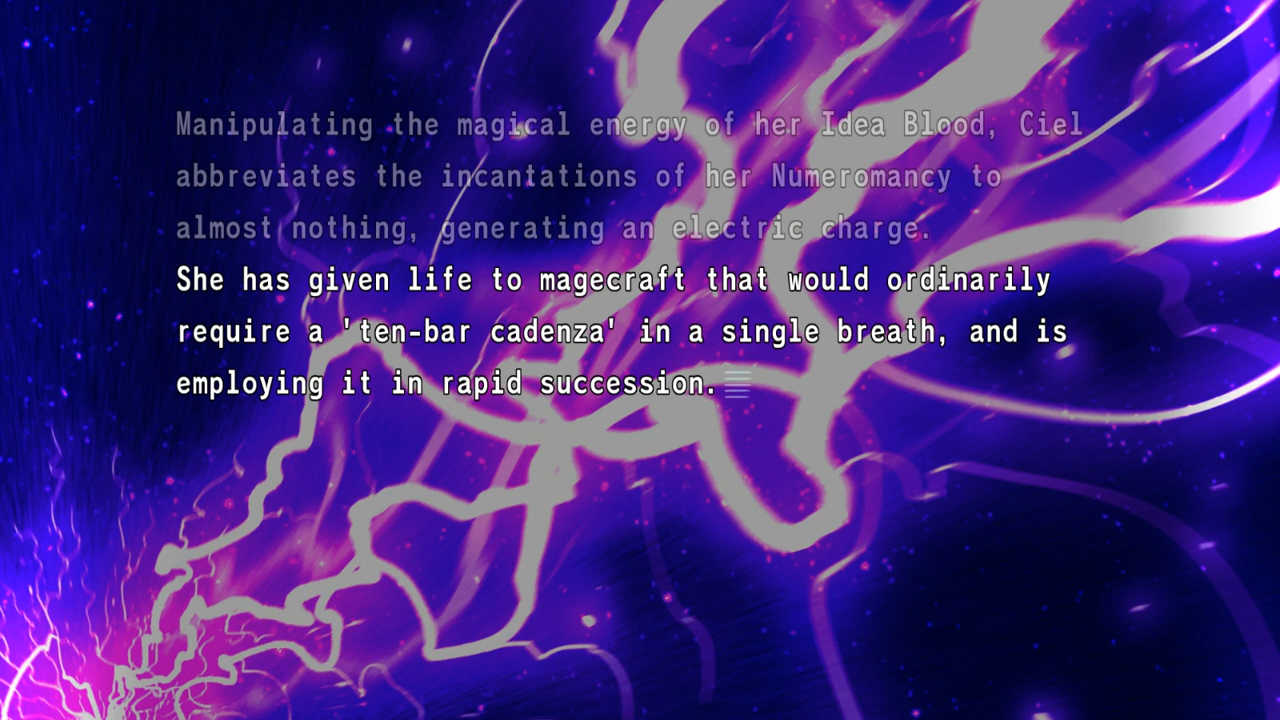 Manipulating the magical energy of her Idea Blood, Ciel
abbreviates the incantations of her Numeromancy to
almost nothing, generating an electric charge.
She has given life to magecraft that would ordinarily
require a 'ten-bar cadenza' in a single breath, and is
employing it in rapid succession.